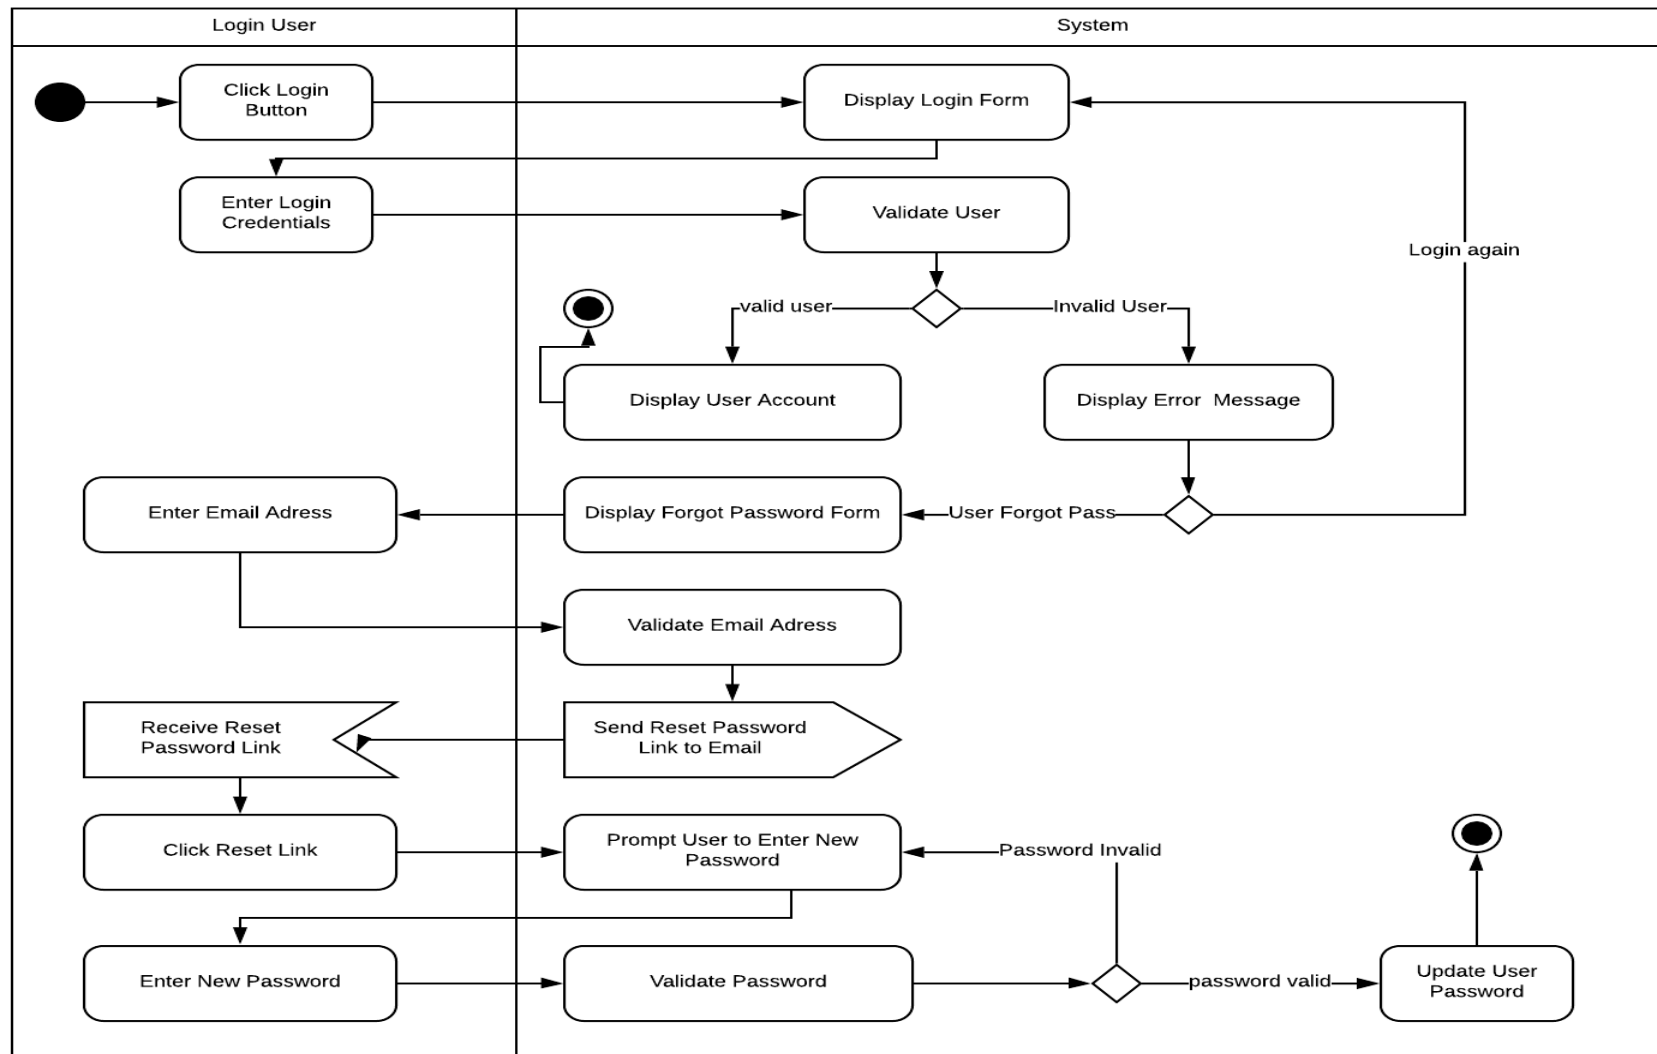 Login User
System
Click Login
Button
Display Login Form
Enter Login
Credentials
Validate User
Login again
valid user
Invalid User
Display User Account
Display Error  Message
Enter Email Adress
Display Forgot Password Form
User Forgot Pass
Validate Email Adress
Receive Reset
Password Link
Send Reset Password
Link to Email
Click Reset Link
Prompt User to Enter New
Password
Password Invalid
Enter New Password
Validate Password
password valid
Update User
Password